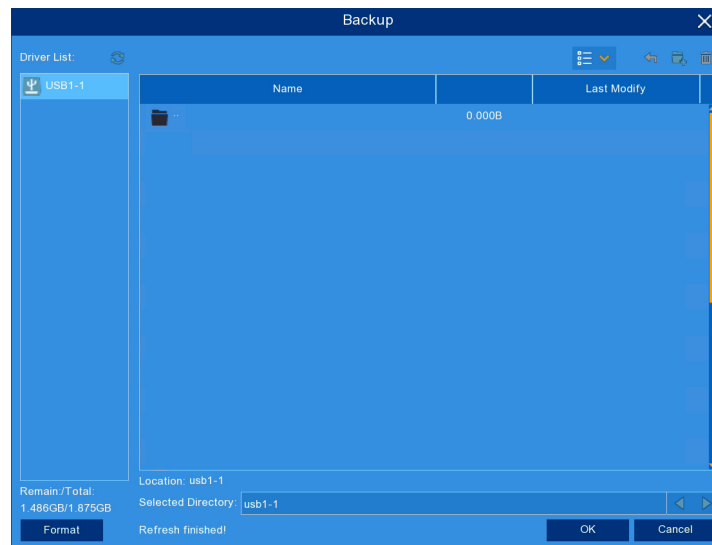 Backup
Driver List:
USB1-1
Name Last Modify
.. 0.000B
Location: usb1-1
Remain:/Total:
Selected Directory: usb1-1
1.486GB/1.875GB
Format Refresh finished! OK Cancel